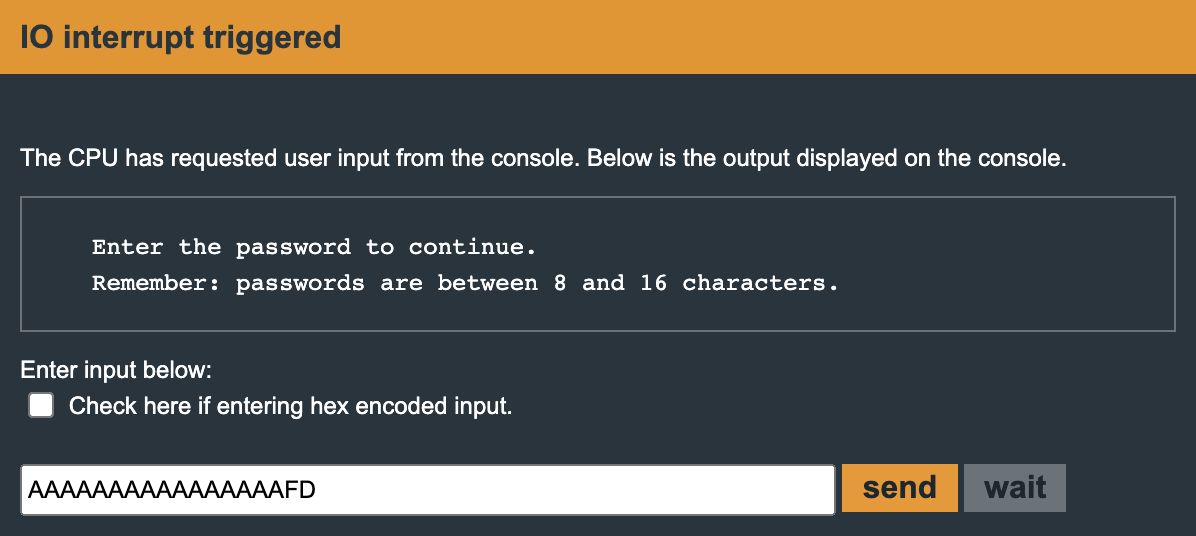 IO interrupt triggered
The CPU has requested user input from the console. Below is the output displayed on the console.
Enter the password to continue.
Remember: passwords are between 8 and 16 characters.
Enter input below:
Check here if entering hex encoded input.
AAAAAAAAAAAAAAAAFD
send
wait